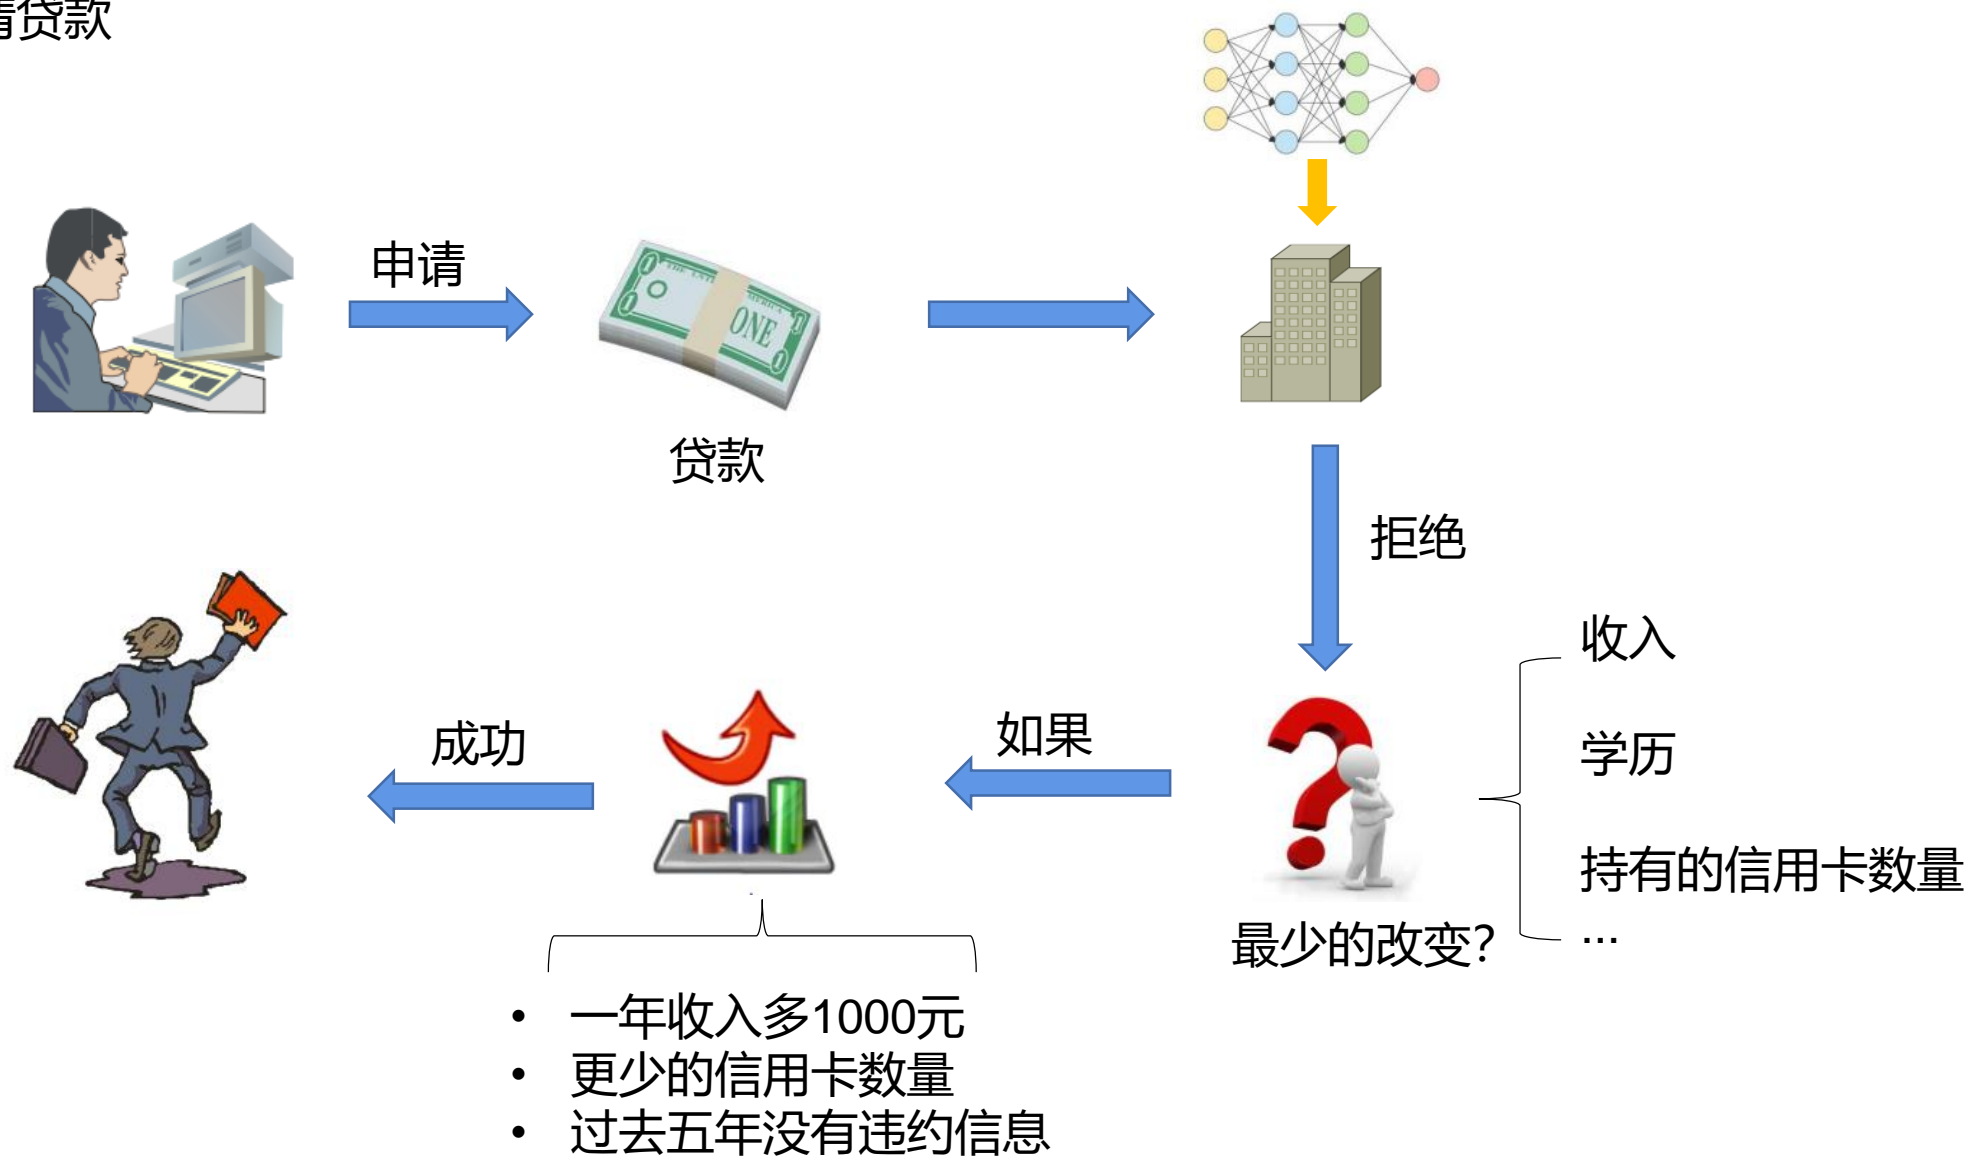 请贷款
申请
贷款
拒绝
收入
学历
持有的信用卡数量
...
最少的改变?
如果
成功
• 一年收入多1000元
• 更少的信用卡数量
• 过去五年没有违约信息
ONE